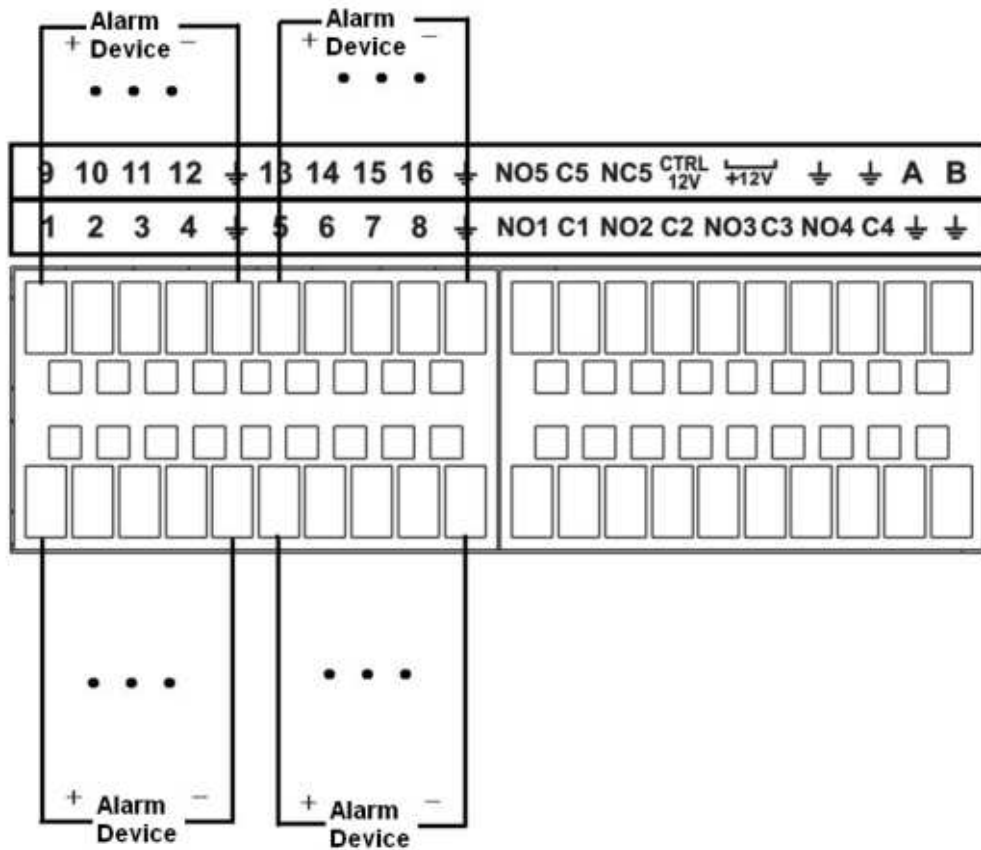 Alarm Device
+ −
Alarm Device
+ −
9 10 11 12 ⏚ 13 14 15 16 ⏚ NO5 C5 NC5 CTRL 12V +12V ⏚ ⏚ A B
1 2 3 4 ⏚ 5 6 7 8 ⏚ NO1 C1 NO2 C2 NO3 C3 NO4 C4 ⏚ ⏚
+ −
Alarm Device
+ −
Alarm Device